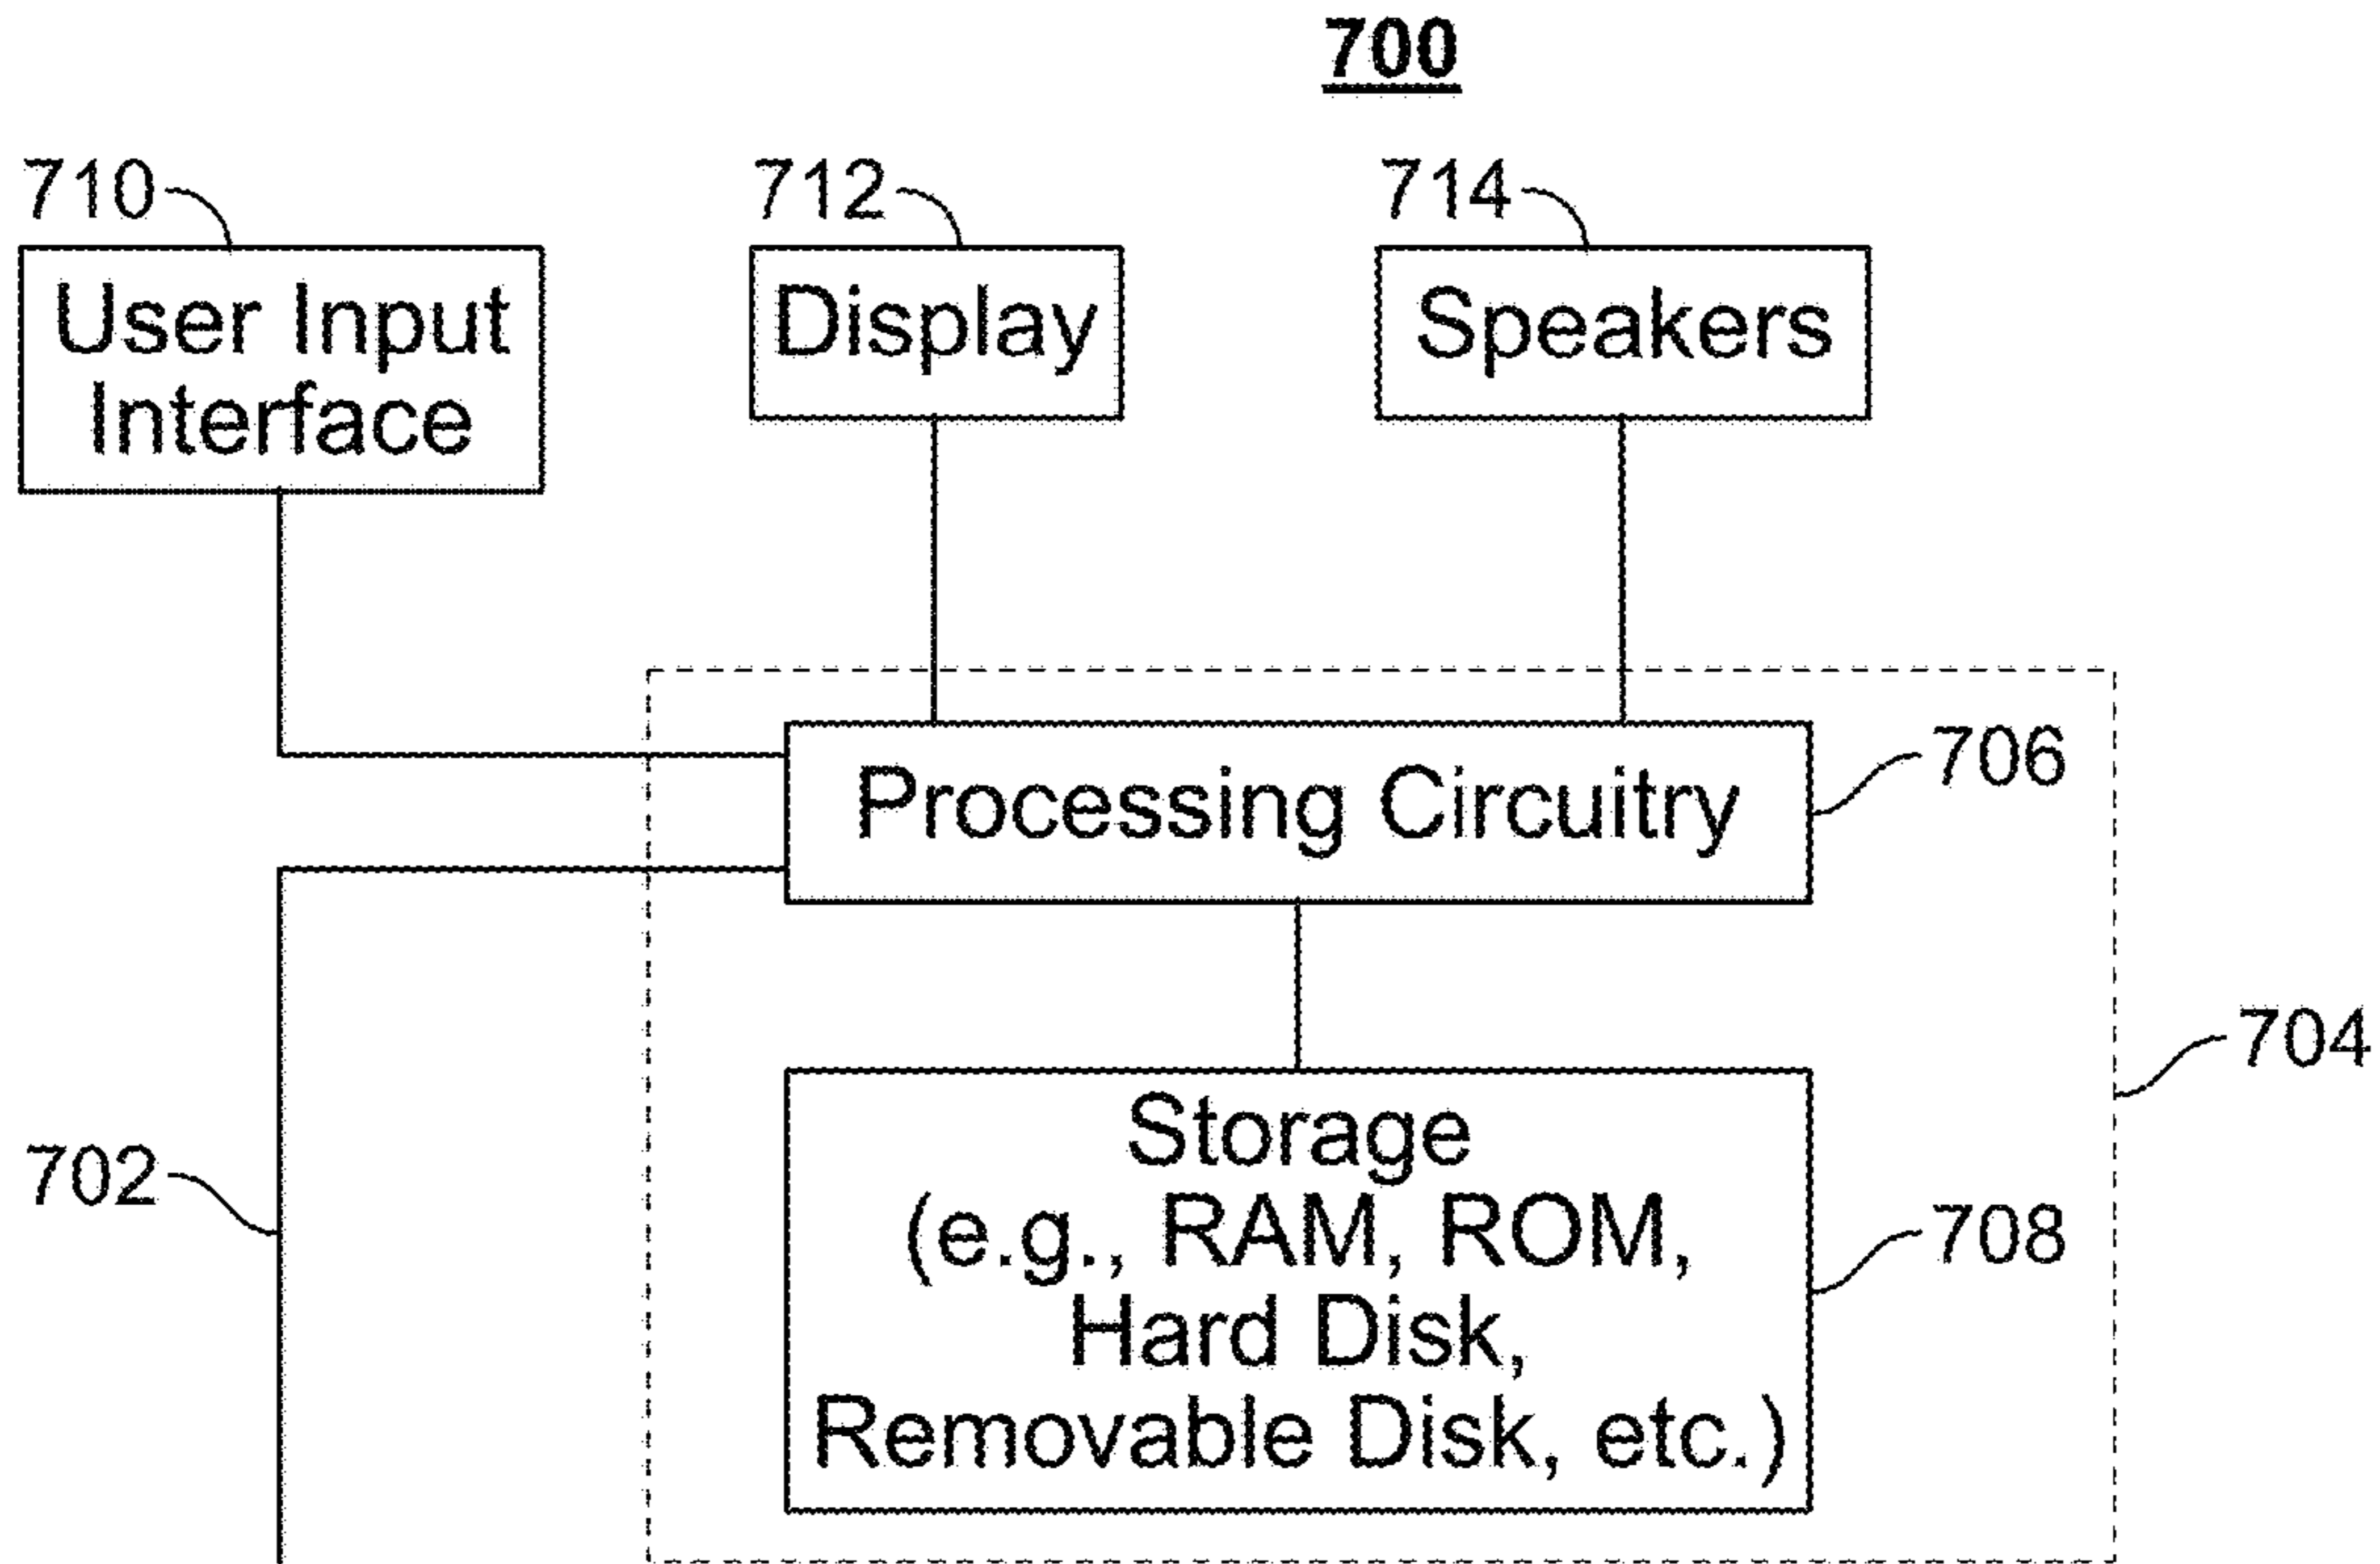 700
710
712
714
User Input
Interface
Display
Speakers
Processing Circuitry
706
704
702
Storage
(e.g., RAM, ROM,
Hard Disk,
Removable Disk, etc.)
708